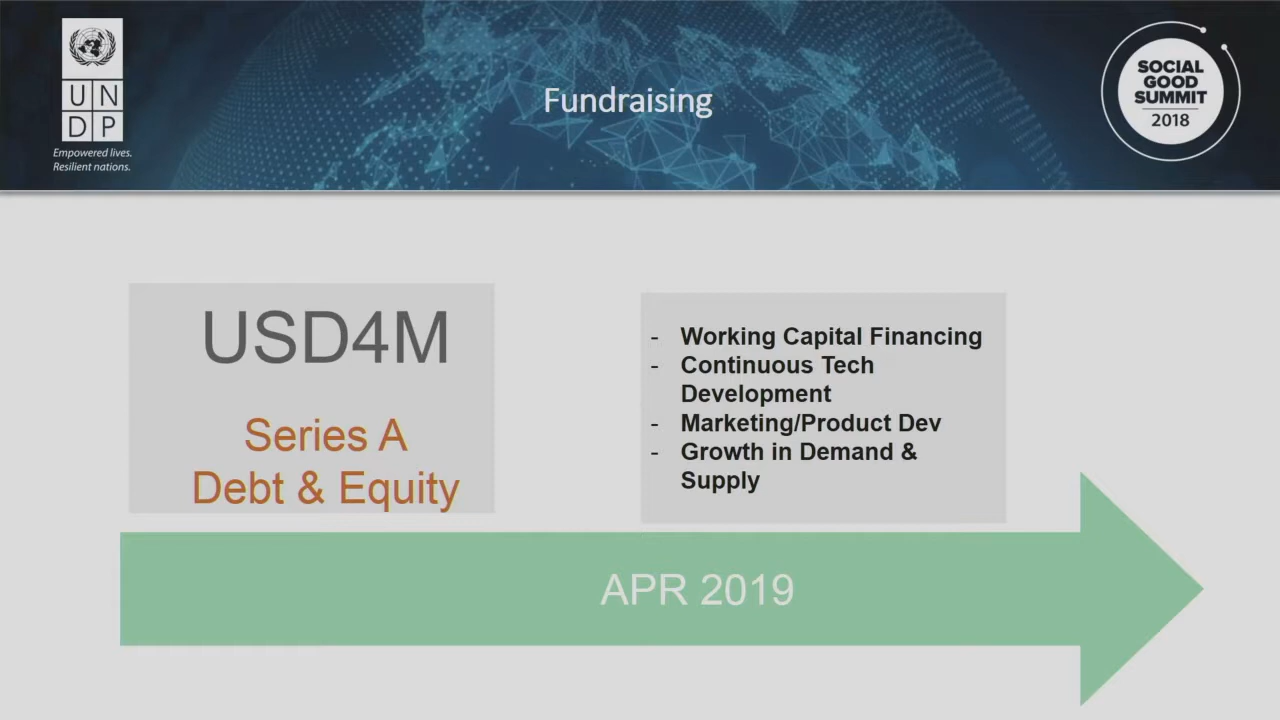 UN
DP
Empowered lives.
Resilient nations.
Fundraising
SOCIAL
GOOD
SUMMIT
2018
USD4M
Series A
Debt & Equity
- Working Capital Financing
- Continuous Tech
Development
- Marketing/Product Dev
- Growth in Demand &
Supply
APR 2019